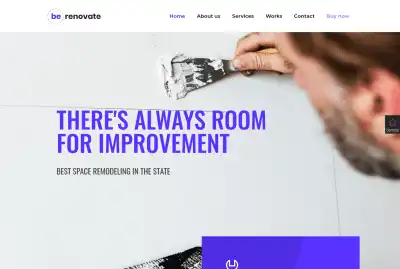 be renovate
Home About us Services Works Contact Buy now
THERE'S ALWAYS ROOM
FOR IMPROVEMENT
BEST SPACE REMODELING IN THE STATE